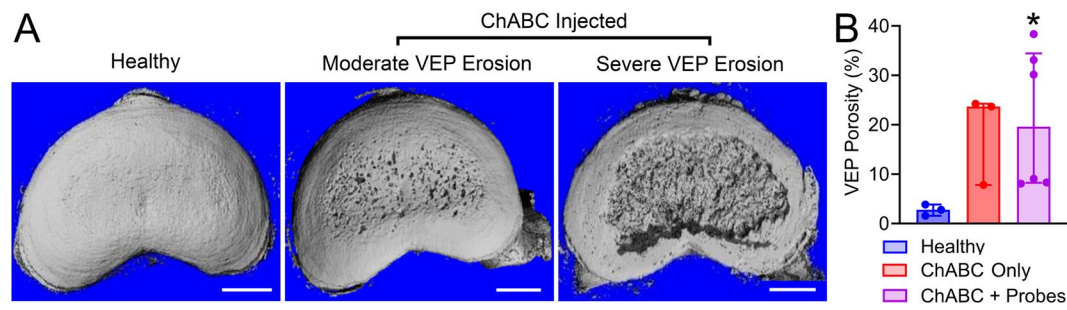 A
ChABC Injected
Healthy
Moderate VEP Erosion
Severe VEP Erosion
B
*
VEP Porosity (%)
40
30
20
10
0
Healthy
ChABC Only
ChABC + Probes